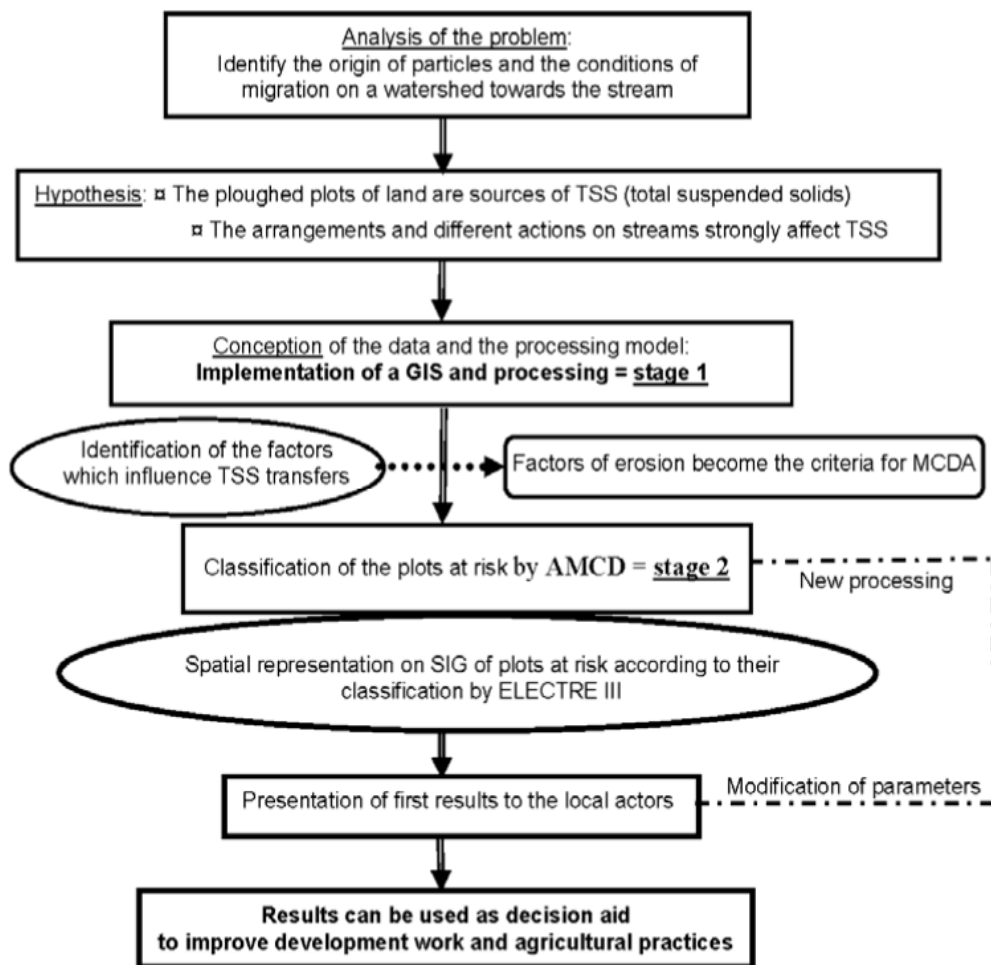 Analysis of the problem:
Identify the origin of particles and the conditions of
migration on a watershed towards the stream
Hypothesis: ¤ The ploughed plots of land are sources of TSS (total suspended solids)
¤ The arrangements and different actions on streams strongly affect TSS
Conception of the data and the processing model:
Implementation of a GIS and processing = stage 1
Identification of the factors
which influence TSS transfers
Factors of erosion become the criteria for MCDA
Classification of the plots at risk by AMCD = stage 2
New processing
Spatial representation on SIG of plots at risk according to their
classification by ELECTRE III
Presentation of first results to the local actors
Modification of parameters
Results can be used as decision aid
to improve development work and agricultural practices